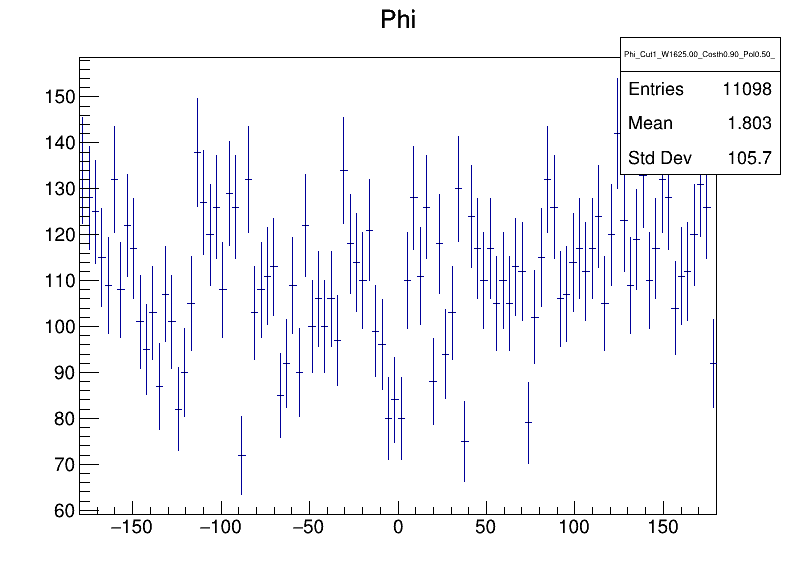 Phi
Phi_Cut1_W1625.00_Costh0.90_Pol0.50_
Entries 11098
Mean 1.803
Std Dev 105.7
150
140
130
120
110
100
90
80
70
60
−150 −100 −50 0 50 100 150